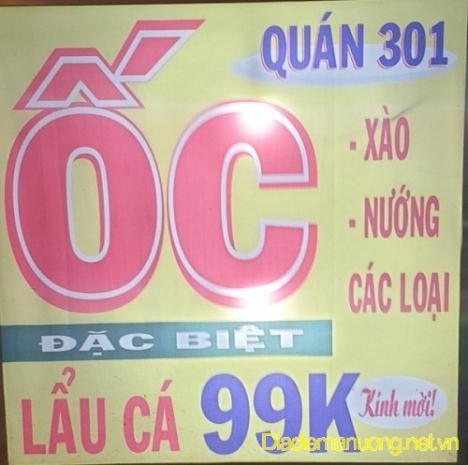 QUÁN 301
ỐC
- XÀO
- NƯỚNG
CÁC LOẠI
ĐẶC BIỆT
LẨU CÁ 99K
Kính mời!
Diadiemanuong.net.vn